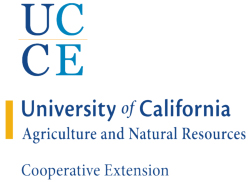 UC
CE
University of California
Agriculture and Natural Resources
Cooperative Extension